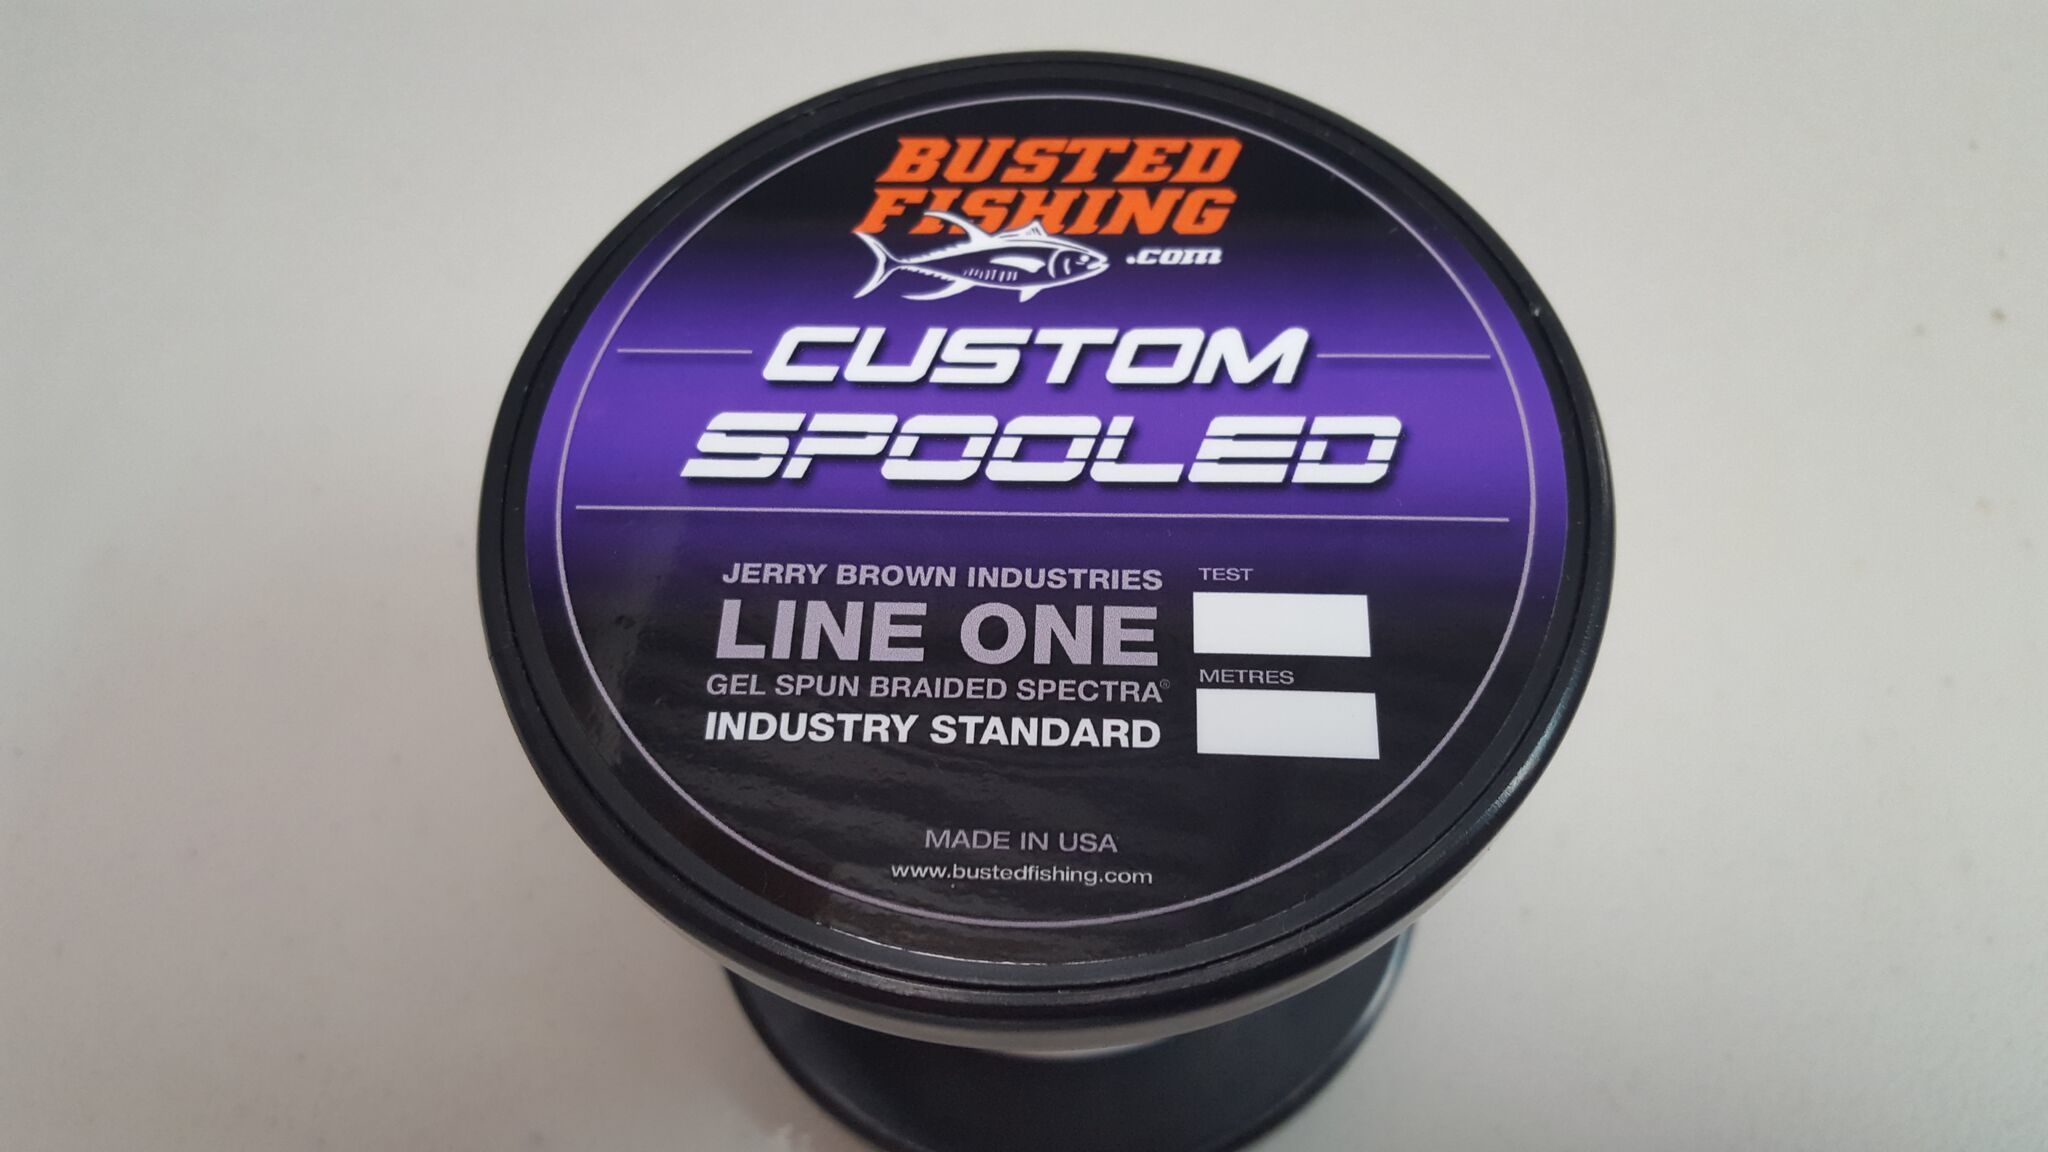 BUSTED
FISHING
.com
CUSTOM
SPOOLED
JERRY BROWN INDUSTRIES
LINE ONE
GEL SPUN BRAIDED SPECTRA®
INDUSTRY STANDARD
TEST
METRES
MADE IN USA
www.bustedfishing.com